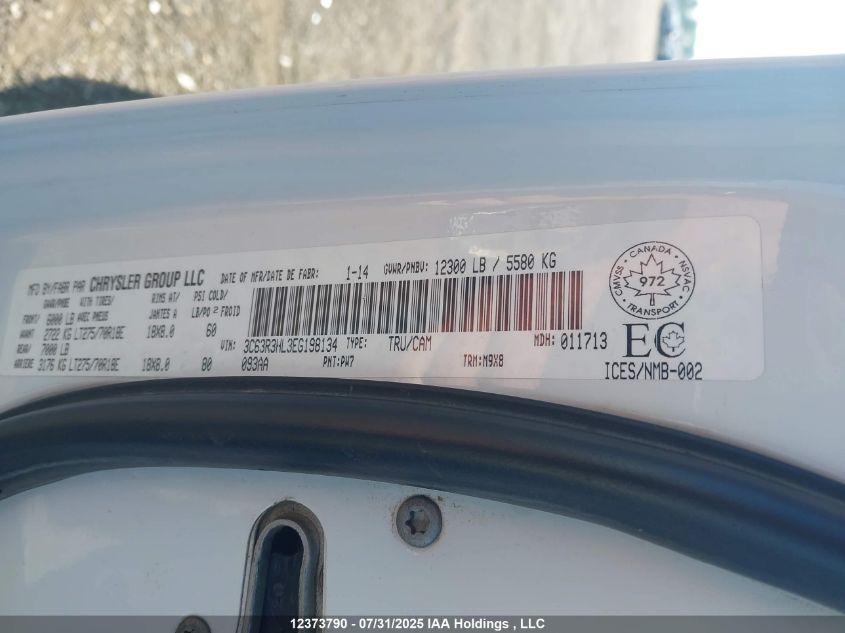 MFD BY/FAB PAR CHRYSLER GROUP LLC DATE OF MFR/DATE DE FABR: 1-14 GVWR/PNBV: 12300 LB / 5580 KG
GAWR/PNBE WITH TIRES/ RIMS AT/ PSI COLD/
FRONT/ 6000 LB AVEC PNEUS JANTES A LB/PO² FROID
AVANT 2722 KG LT275/70R18E 18X8.0 60
REAR/ 7000 LB
ARRIERE 3176 KG LT275/70R18E 18X8.0 80
VIN: 3C63R3HL3EG198134 TYPE: TRU/CAM MDH: 011713
093AA PNT:PW7 TRM:M9X8
CANADA
CMVSS NSVAC
972
TRANSPORT
EC
ICES/NMB-002
12373790 - 07/31/2025 IAA Holdings , LLC